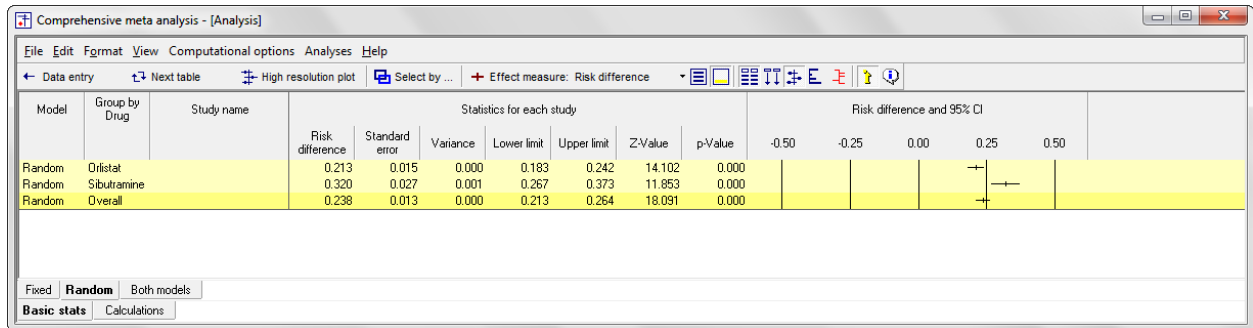 Comprehensive meta analysis - [Analysis]
File Edit Format View Computational options Analyses Help
← Data entry Next table High resolution plot Select by ... Effect measure: Risk difference
Model Group by Drug Study name Statistics for each study Risk difference and 95% CI
Risk difference Standard error Variance Lower limit Upper limit Z-Value p-Value -0.50 -0.25 0.00 0.25 0.50
Random Orlistat 0.213 0.015 0.000 0.183 0.242 14.102 0.000
Random Sibutramine 0.320 0.027 0.001 0.267 0.373 11.853 0.000
Random Overall 0.238 0.013 0.000 0.213 0.264 18.091 0.000
Fixed Random Both models
Basic stats Calculations